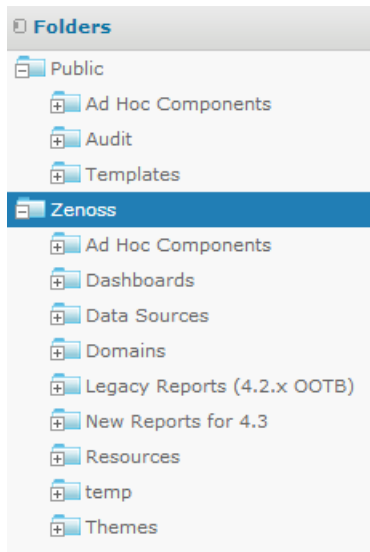 Folders
Public
Ad Hoc Components
Audit
Templates
Zenoss
Ad Hoc Components
Dashboards
Data Sources
Domains
Legacy Reports (4.2.x OOTB)
New Reports for 4.3
Resources
temp
Themes